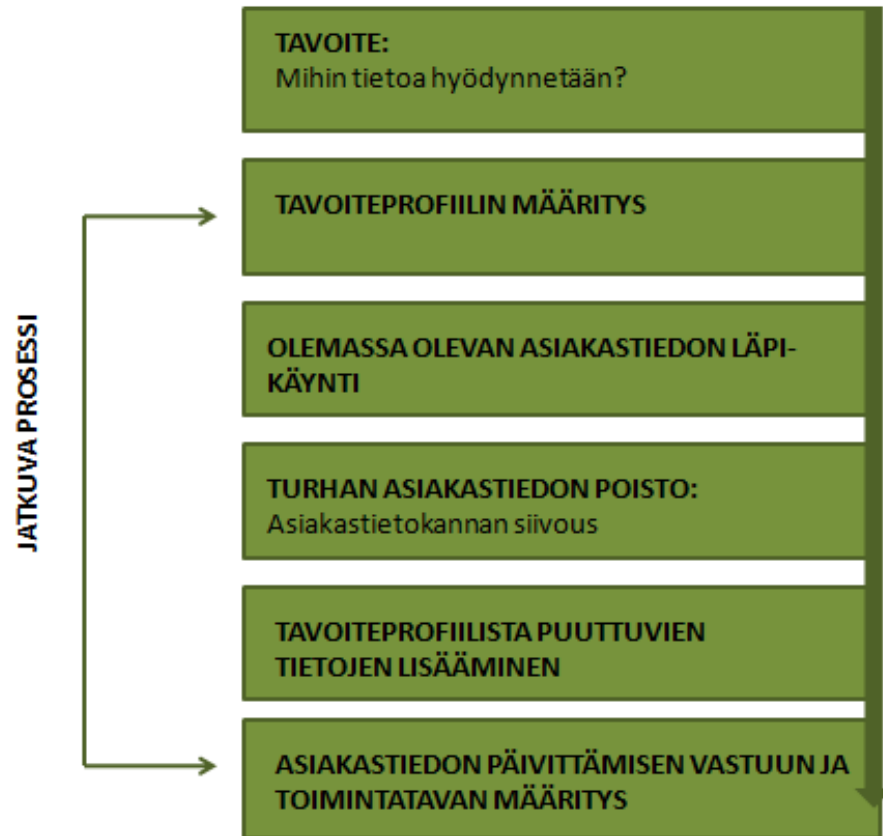 TAVOITE:
Mihin tietoa hyödynnetään?
TAVOITEPROFIILIN MÄÄRITYS
JATKUVA PROSESSI
OLEMASSA OLEVAN ASIAKASTIEDON LÄPI-
KÄYNTI
TURHAN ASIAKASTIEDON POISTO:
Asiakastietokannan siivous
TAVOITEPROFIILISTA PUUTTUVIEN
TIETOJEN LISÄÄMINEN
ASIAKASTIEDON PÄIVITTÄMISEN VASTUUN JA
TOIMINTATAVAN MÄÄRITYS